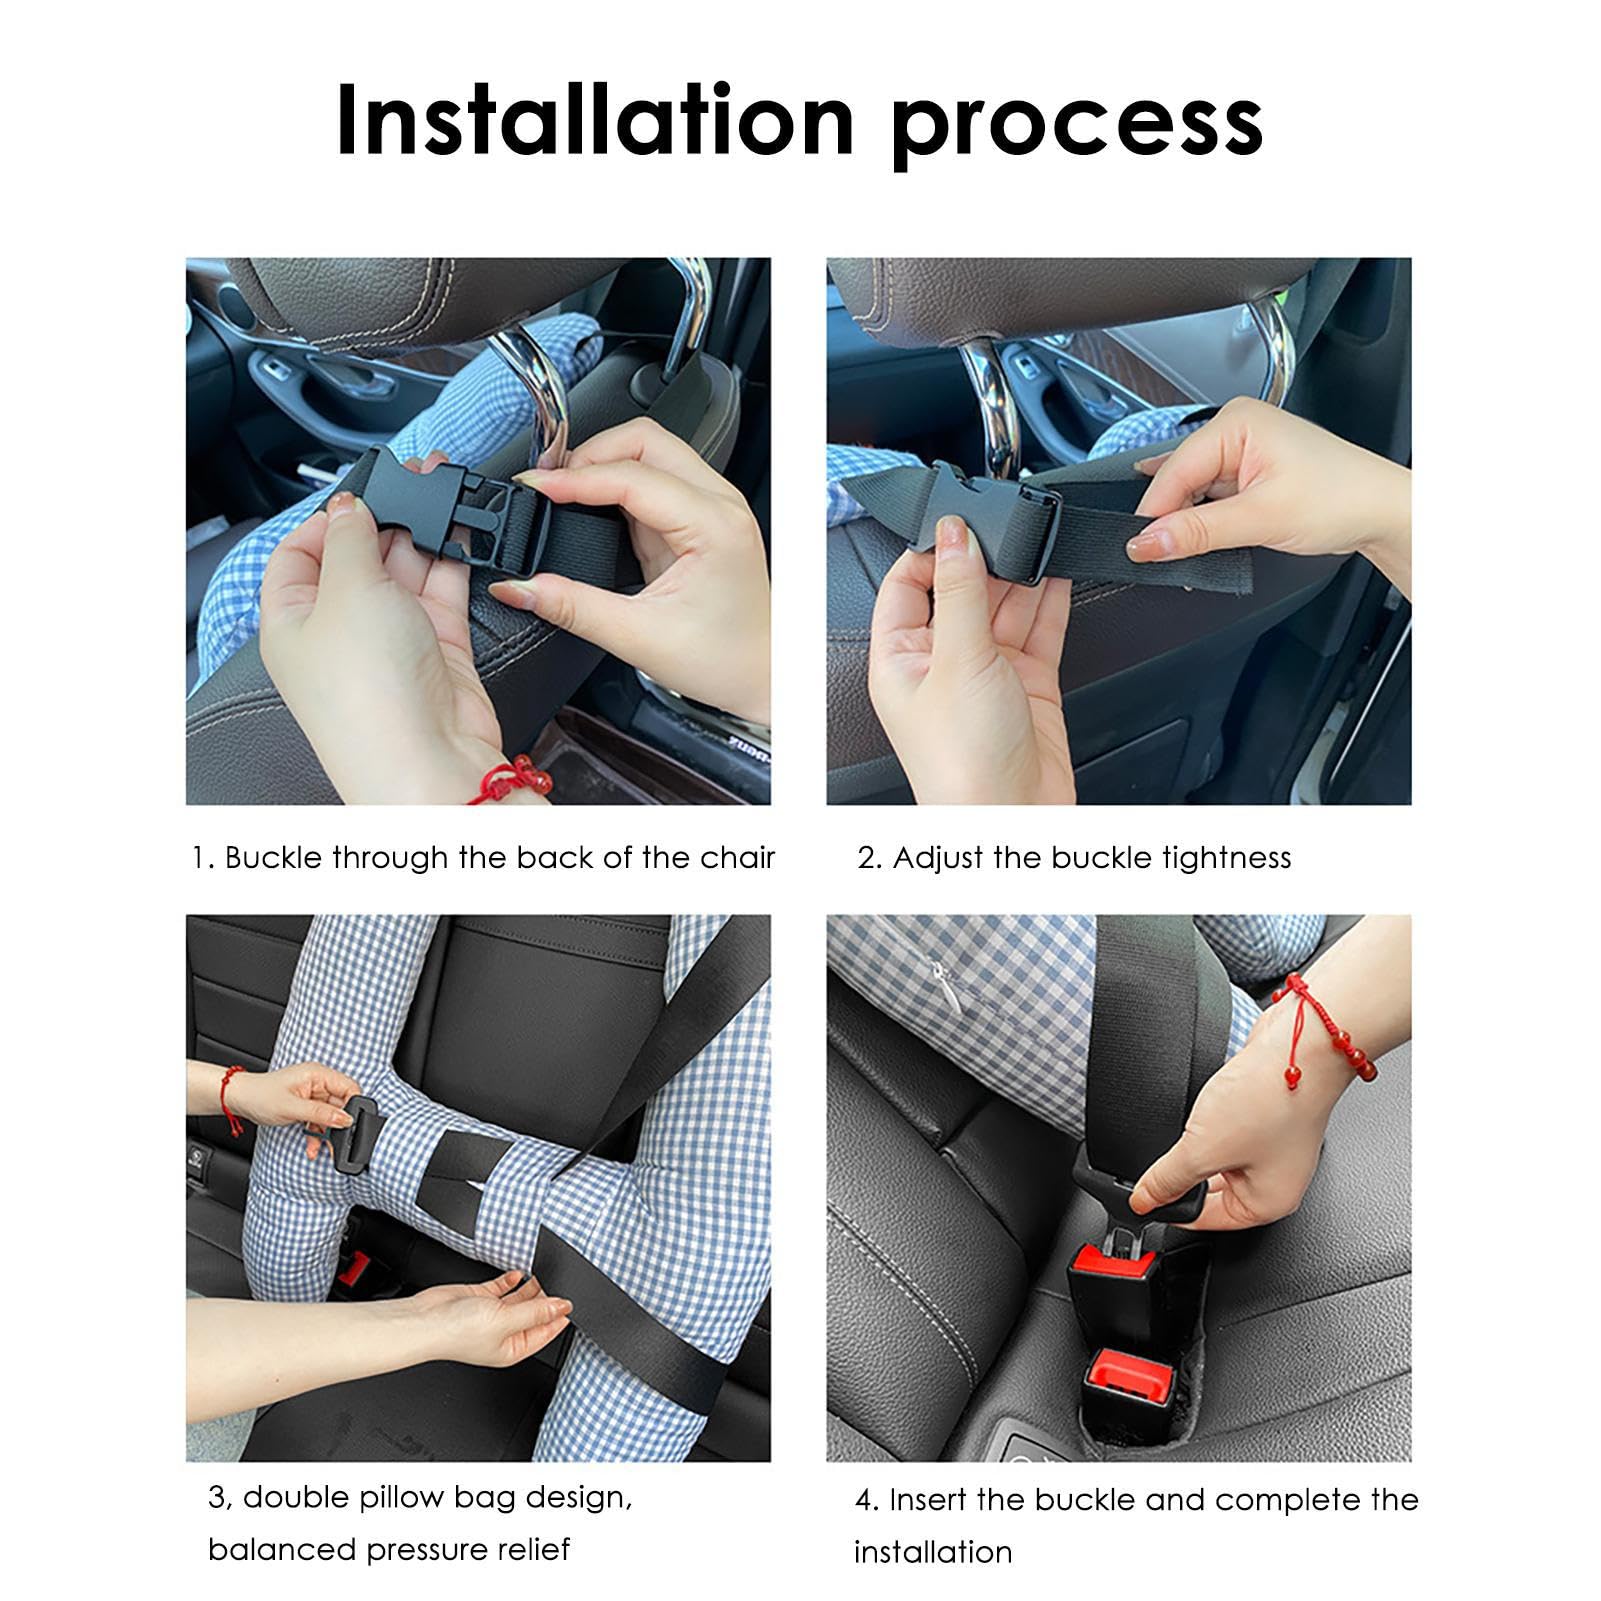 Installation process
1. Buckle through the back of the chair
2. Adjust the buckle tightness
3, double pillow bag design,
balanced pressure relief
4. Insert the buckle and complete the
installation